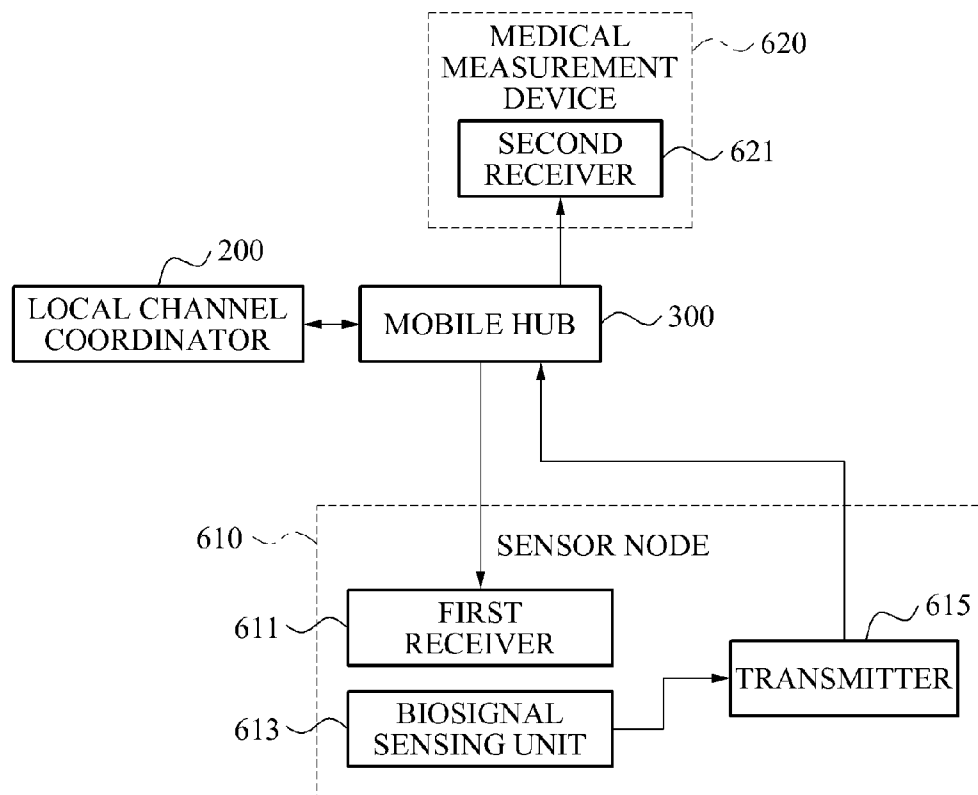 MEDICAL
MEASUREMENT
DEVICE
620
SECOND
RECEIVER
621
200
LOCAL CHANNEL
COORDINATOR
MOBILE HUB
300
610
SENSOR NODE
FIRST
RECEIVER
611
615
TRANSMITTER
BIOSIGNAL
SENSING UNIT
613